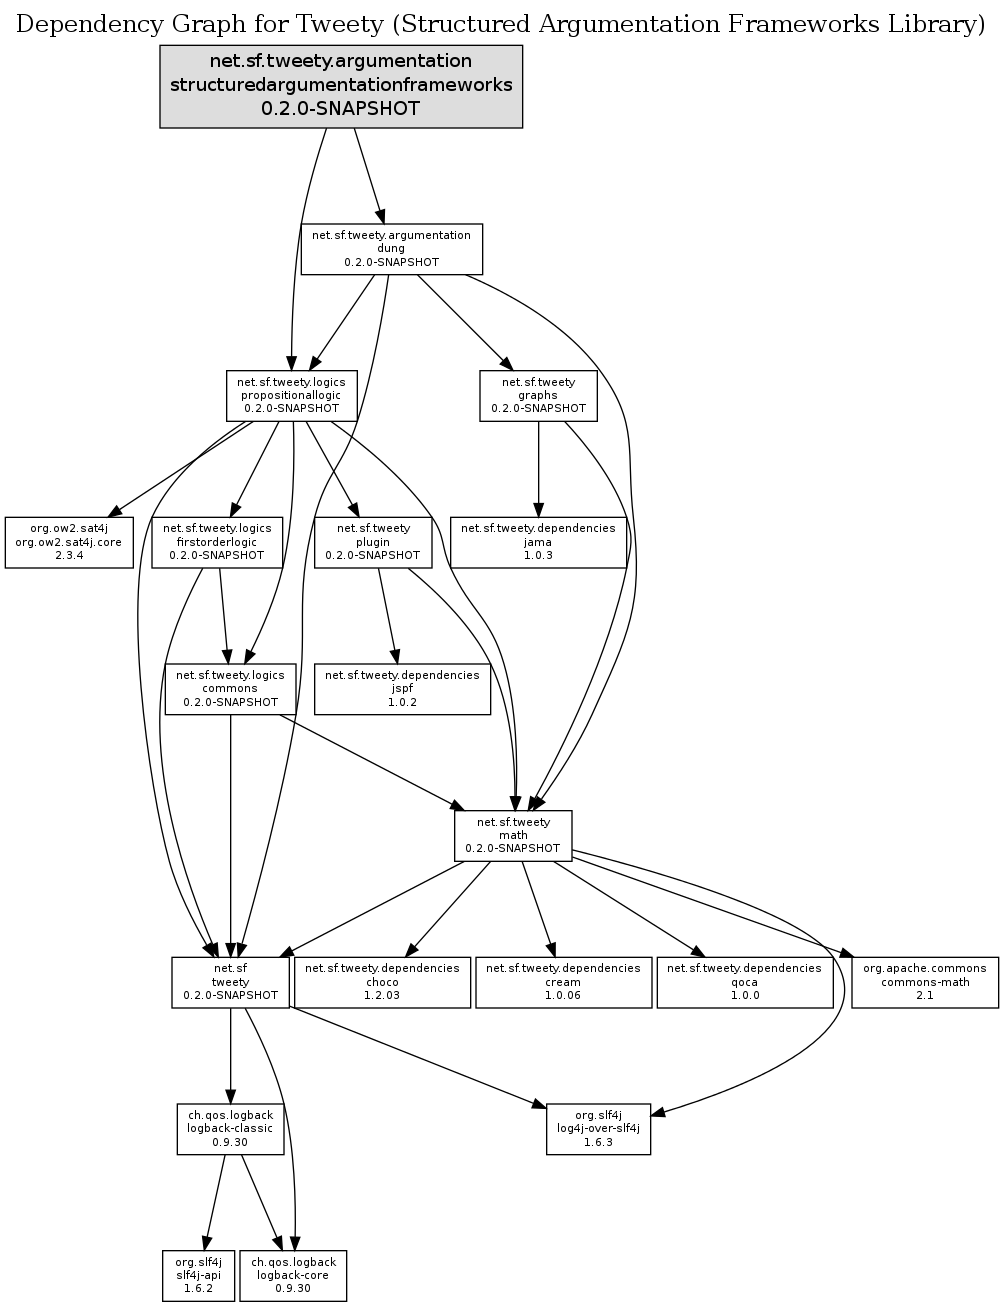 Dependency Graph for Tweety (Structured Argumentation Frameworks Library)
net.sf.tweety.argumentation
structuredargumentationframeworks
0.2.0-SNAPSHOT
net.sf.tweety.argumentation
dung
0.2.0-SNAPSHOT
net.sf.tweety.logics
propositionallogic
0.2.0-SNAPSHOT
net.sf.tweety
graphs
0.2.0-SNAPSHOT
org.ow2.sat4j
org.ow2.sat4j.core
2.3.4
net.sf.tweety.logics
firstorderlogic
0.2.0-SNAPSHOT
net.sf.tweety
plugin
0.2.0-SNAPSHOT
net.sf.tweety.dependencies
jama
1.0.3
net.sf.tweety.logics
commons
0.2.0-SNAPSHOT
net.sf.tweety.dependencies
jspf
1.0.2
net.sf.tweety
math
0.2.0-SNAPSHOT
net.sf
tweety
0.2.0-SNAPSHOT
net.sf.tweety.dependencies
choco
1.2.03
net.sf.tweety.dependencies
cream
1.0.06
net.sf.tweety.dependencies
qoca
1.0.0
org.apache.commons
commons-math
2.1
ch.qos.logback
logback-classic
0.9.30
org.slf4j
log4j-over-slf4j
1.6.3
org.slf4j
slf4j-api
1.6.2
ch.qos.logback
logback-core
0.9.30